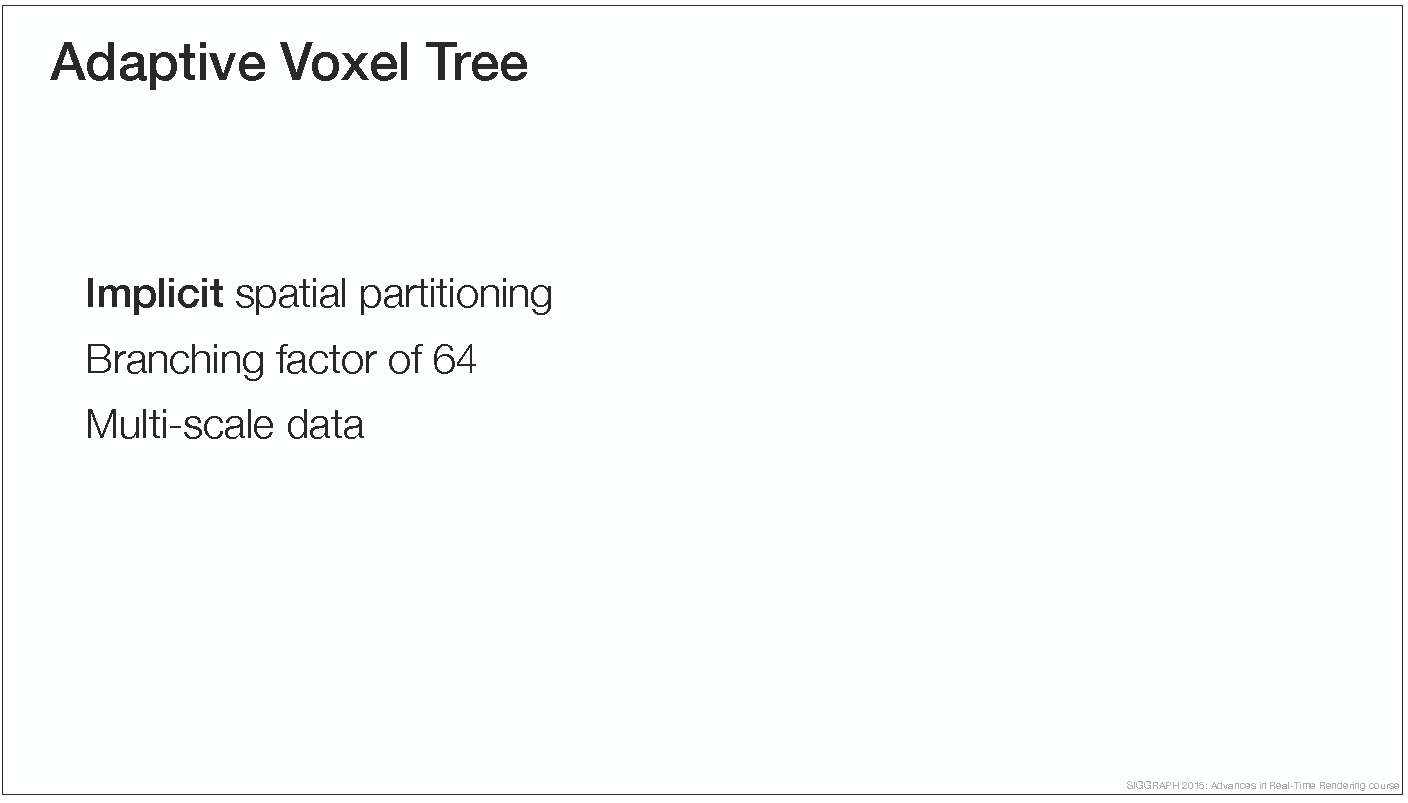 Adaptive Voxel Tree
Implicit spatial partitioning
Branching factor of 64
Multi-scale data
SIGGRAPH 2015: Advances in Real-Time Rendering course